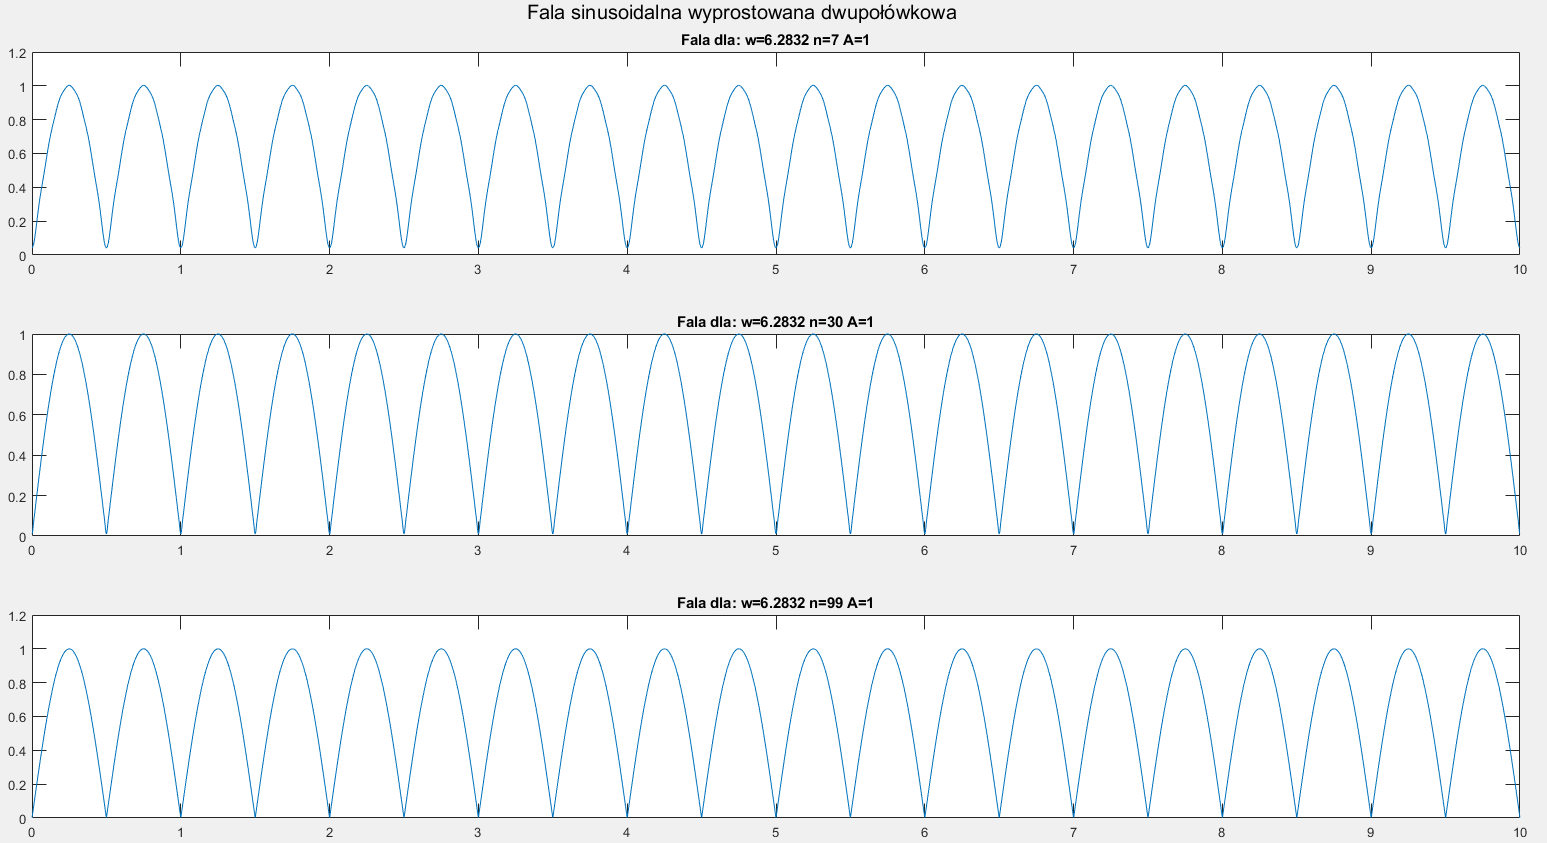 Fala sinusoidalna wyprostowana dwupołówkowa
Fala dla: w=6.2832 n=7 A=1
1.2
1
0.8
0.6
0.4
0.2
0
0 1 2 3 4 5 6 7 8 9 10
Fala dla: w=6.2832 n=30 A=1
1
0.8
0.6
0.4
0.2
0
0 1 2 3 4 5 6 7 8 9 10
Fala dla: w=6.2832 n=99 A=1
1.2
1
0.8
0.6
0.4
0.2
0
0 1 2 3 4 5 6 7 8 9 10